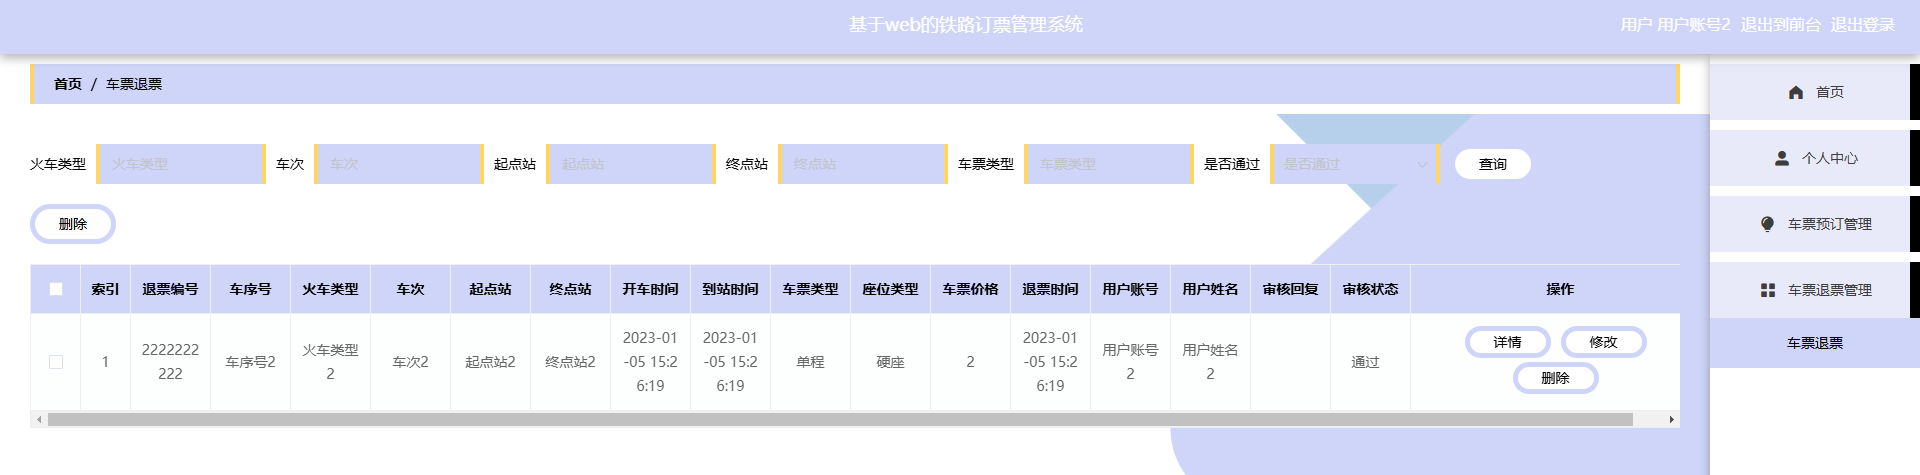 基于web的铁路订票管理系统
用户 用户账号2 退出到前台 退出登录
首页 / 车票退票
火车类型 火车类型 车次 车次 起点站 起点站 终点站 终点站 车票类型 车票类型 是否通过 是否通过 查询
删除
索引 退票编号 车序号 火车类型 车次 起点站 终点站 开车时间 到站时间 车票类型 座位类型 车票价格 退票时间 用户账号 用户姓名 审核回复 审核状态 操作
1 2222222222 车序号2 火车类型2 车次2 起点站2 终点站2 2023-01-05 15:26:19 2023-01-05 15:26:19 单程 硬座 2 2023-01-05 15:26:19 用户账号2 用户姓名2 通过 详情 修改
删除
首页
个人中心
车票预订管理
车票退票管理
车票退票